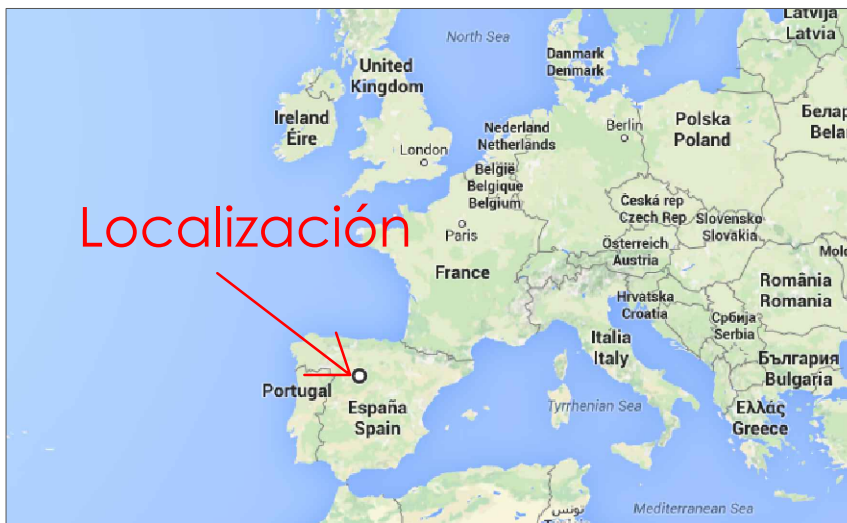 North Sea
Latvija
Latvia
Danmark
Denmark
United
Kingdom
Ireland
Éire
Nederland
Netherlands
Berlin
Polska
Poland
London
België
Belgique
Belgium
Česká rep
Czech Rep
Slovensko
Slovakia
Localización
Paris
Österreich
Austria
France
România
Romania
Hrvatska
Croatia
Србија
Serbia
Italia
Italy
България
Bulgaria
Portugal
España
Spain
Tyrrhenian Sea
Ελλάς
Greece
تونس
Mediterranean Sea